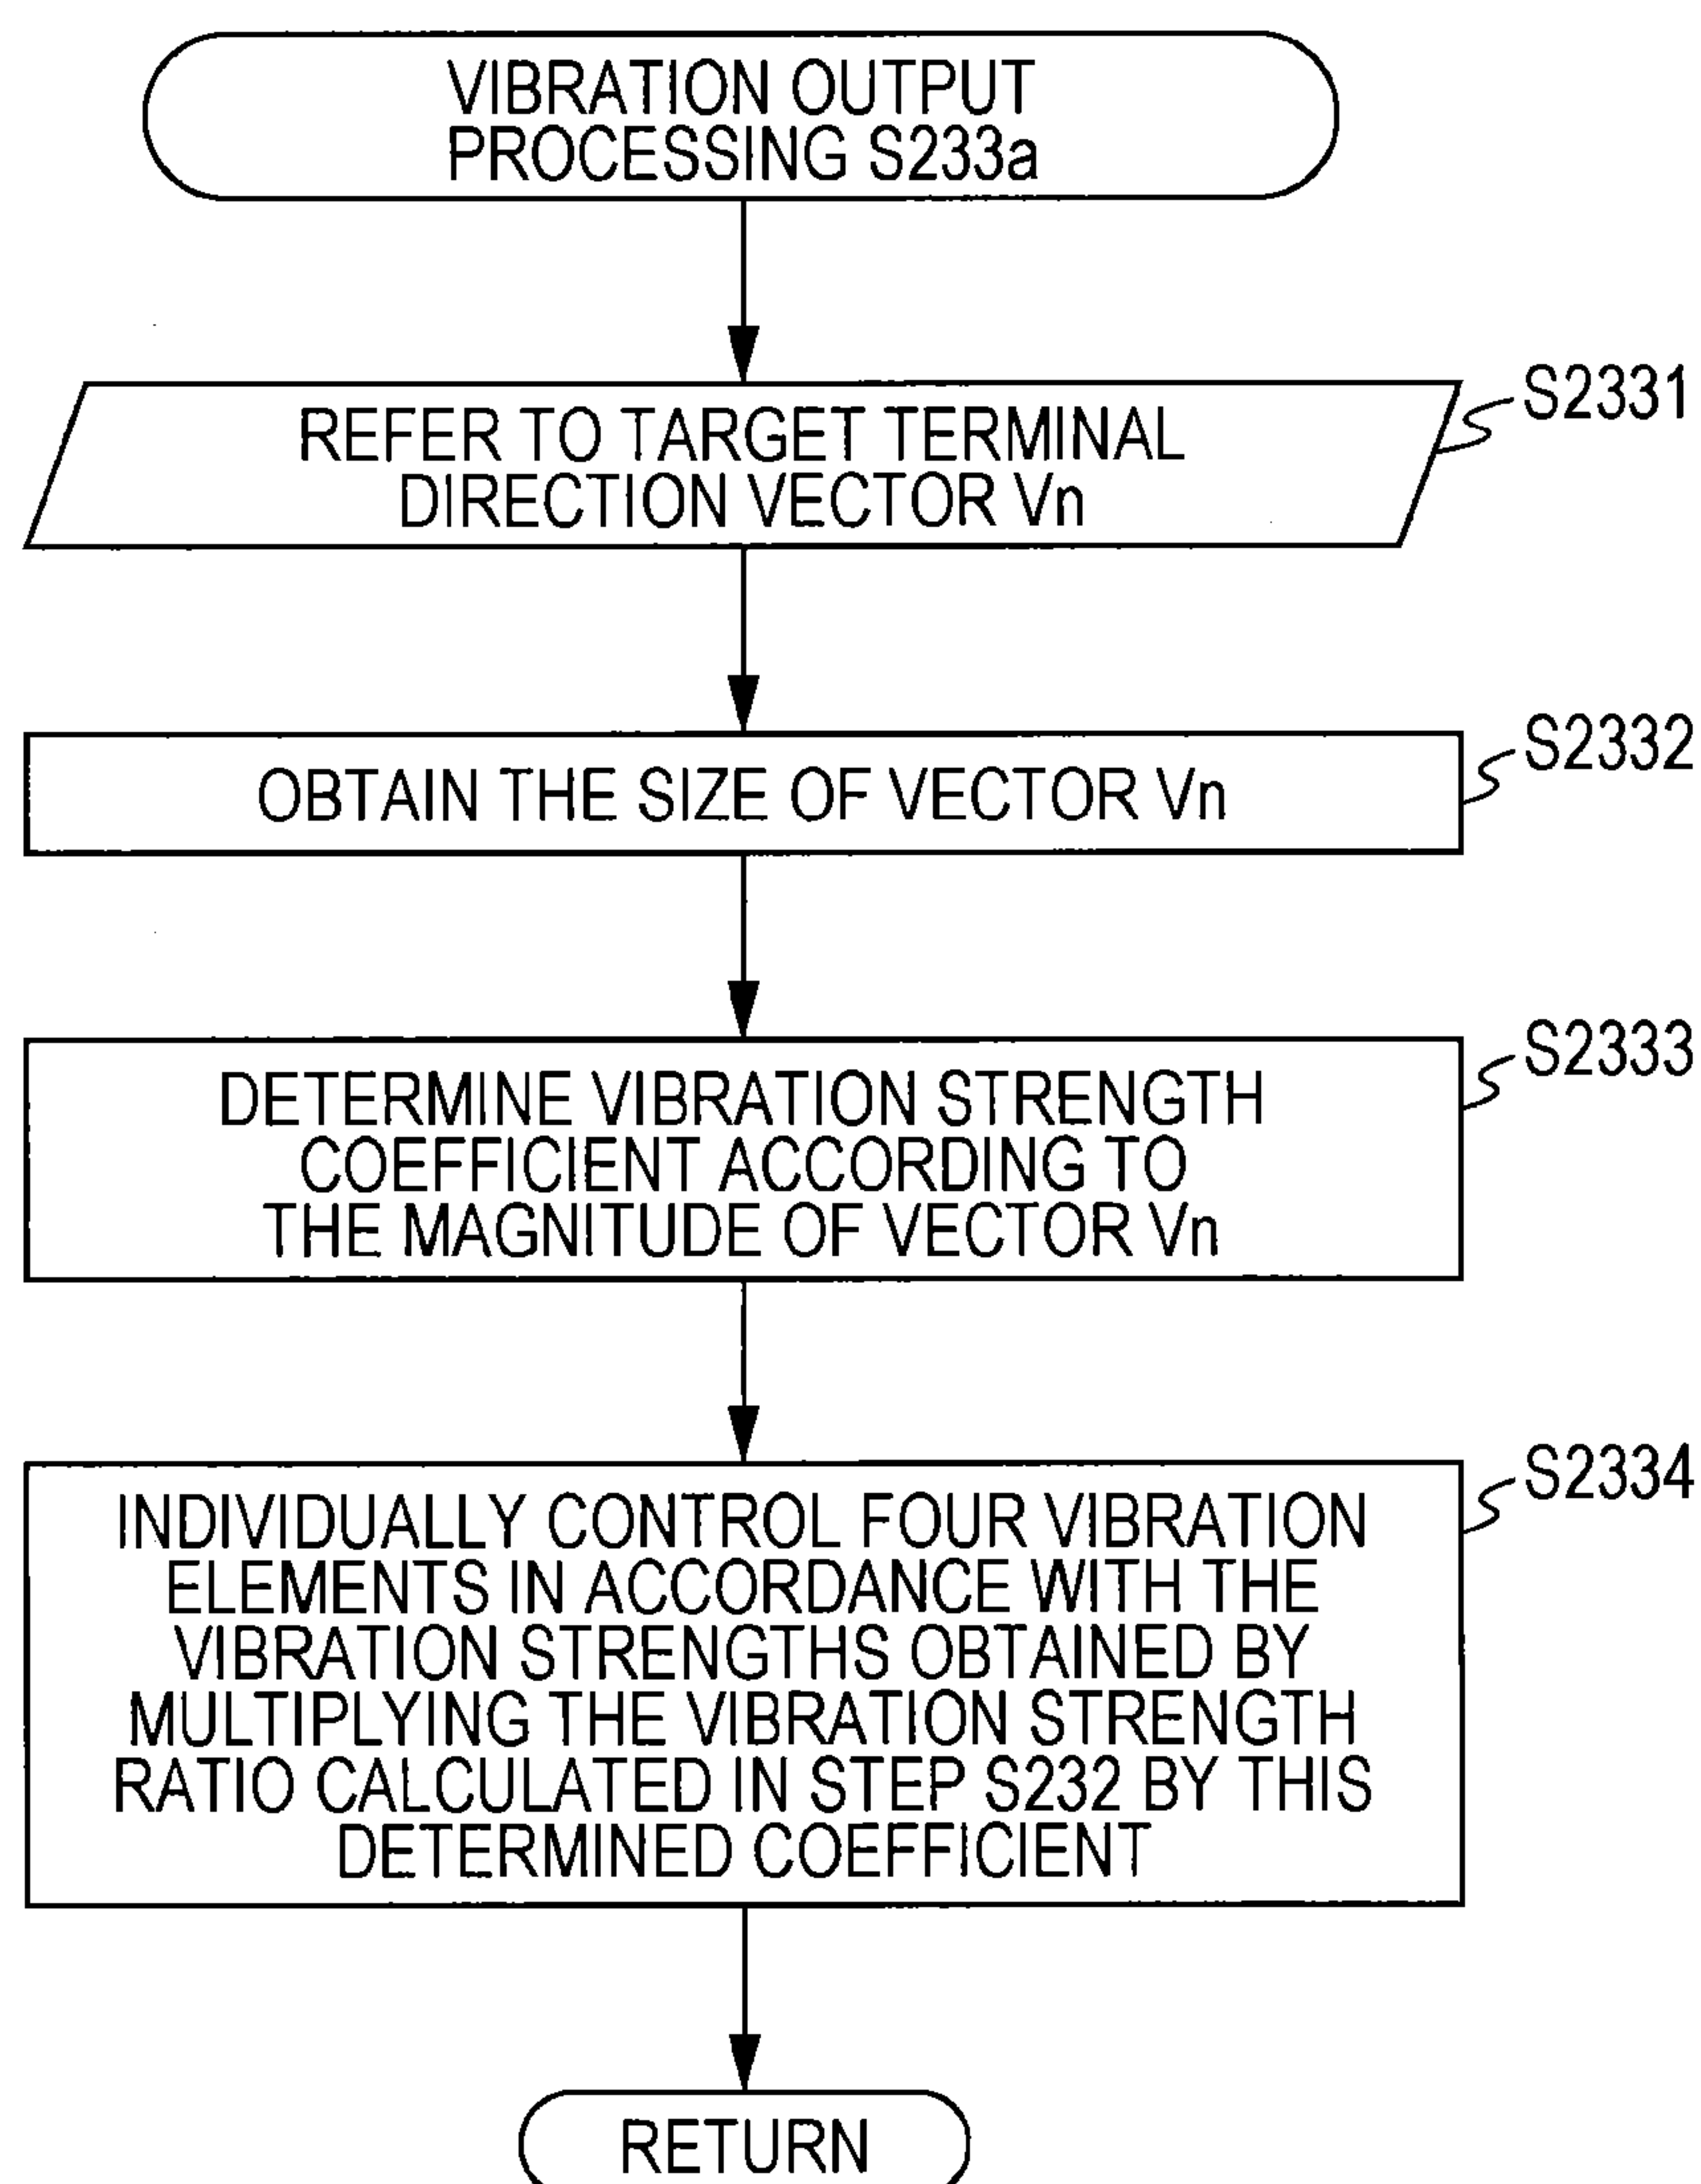 VIBRATION OUTPUT
PROCESSING S233a
REFER TO TARGET TERMINAL
DIRECTION VECTOR Vn
S2331
OBTAIN THE SIZE OF VECTOR Vn
S2332
DETERMINE VIBRATION STRENGTH
COEFFICIENT ACCORDING TO
THE MAGNITUDE OF VECTOR Vn
S2333
INDIVIDUALLY CONTROL FOUR VIBRATION
ELEMENTS IN ACCORDANCE WITH THE
VIBRATION STRENGTHS OBTAINED BY
MULTIPLYING THE VIBRATION STRENGTH
RATIO CALCULATED IN STEP S232 BY THIS
DETERMINED COEFFICIENT
S2334
RETURN